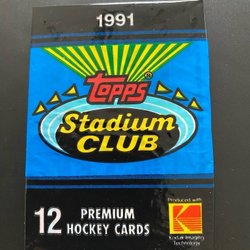 1991
TOPPS®
Stadium
CLUB
12 PREMIUM
HOCKEY CARDS
Produced with
K
Kodak Imaging
Technology